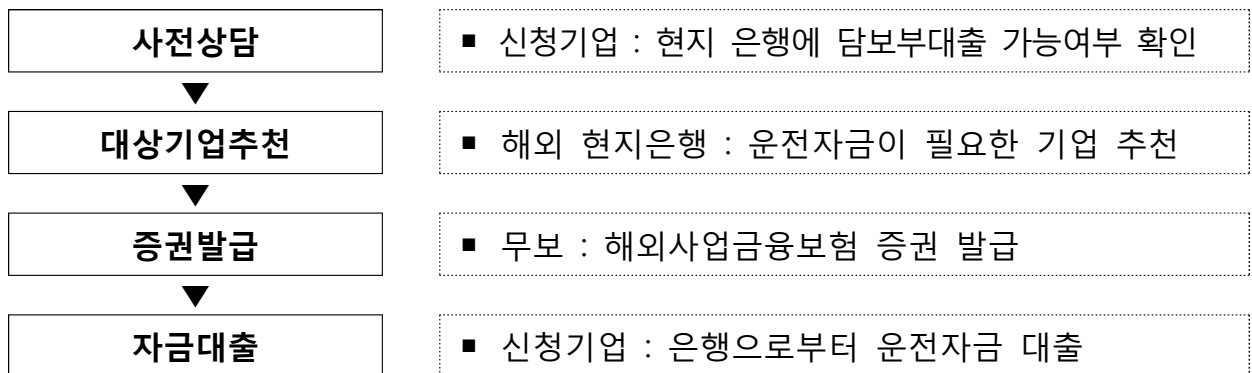 사전상담
■ 신청기업 : 현지 은행에 담보부대출 가능여부 확인
▼
대상기업추천
■ 해외 현지은행 : 운전자금이 필요한 기업 추천
▼
증권발급
■ 무보 : 해외사업금융보험 증권 발급
▼
자금대출
■ 신청기업 : 은행으로부터 운전자금 대출